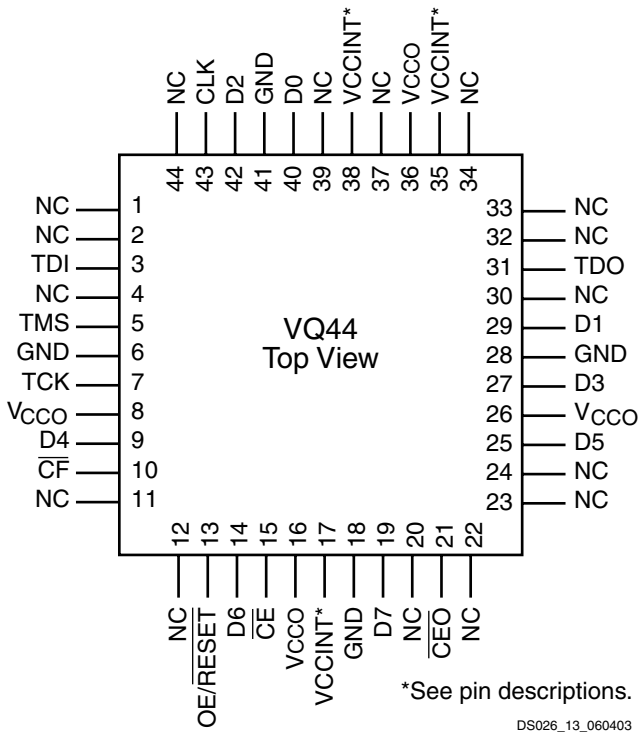 NC CLK D2 GND D0 NC VCCINT* NC VCCO VCCINT* NC
44 43 42 41 40 39 38 37 36 35 34
NC 1 33 NC
NC 2 32 NC
TDI 3 31 TDO
NC 4 30 NC
TMS 5 29 D1
GND 6 28 GND
TCK 7 27 D3
VCCO 8 26 VCCO
D4 9 25 D5
CF 10 24 NC
NC 11 23 NC
VQ44
Top View
12 13 14 15 16 17 18 19 20 21 22
NC OE/RESET D6 CE VCCO VCCINT* GND D7 NC CEO NC
*See pin descriptions.
DS026_13_060403